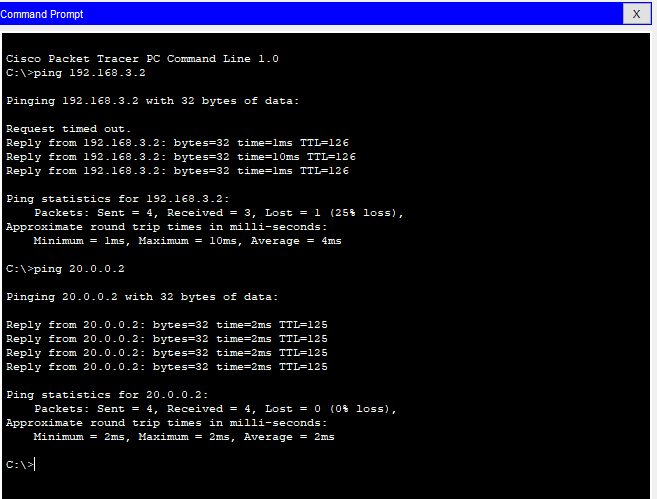 Command Prompt
X
Cisco Packet Tracer PC Command Line 1.0
C:\>ping 192.168.3.2
Pinging 192.168.3.2 with 32 bytes of data:
Request timed out.
Reply from 192.168.3.2: bytes=32 time=1ms TTL=126
Reply from 192.168.3.2: bytes=32 time=10ms TTL=126
Reply from 192.168.3.2: bytes=32 time=1ms TTL=126
Ping statistics for 192.168.3.2:
    Packets: Sent = 4, Received = 3, Lost = 1 (25% loss),
Approximate round trip times in milli-seconds:
    Minimum = 1ms, Maximum = 10ms, Average = 4ms
C:\>ping 20.0.0.2
Pinging 20.0.0.2 with 32 bytes of data:
Reply from 20.0.0.2: bytes=32 time=2ms TTL=125
Reply from 20.0.0.2: bytes=32 time=2ms TTL=125
Reply from 20.0.0.2: bytes=32 time=2ms TTL=125
Reply from 20.0.0.2: bytes=32 time=2ms TTL=125
Ping statistics for 20.0.0.2:
    Packets: Sent = 4, Received = 4, Lost = 0 (0% loss),
Approximate round trip times in milli-seconds:
    Minimum = 2ms, Maximum = 2ms, Average = 2ms
C:\>